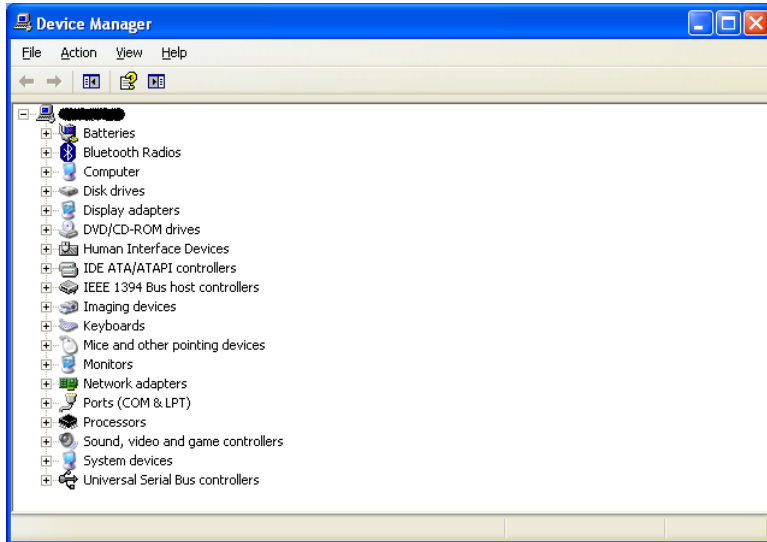 Device Manager
File Action View Help
Batteries
Bluetooth Radios
Computer
Disk drives
Display adapters
DVD/CD-ROM drives
Human Interface Devices
IDE ATA/ATAPI controllers
IEEE 1394 Bus host controllers
Imaging devices
Keyboards
Mice and other pointing devices
Monitors
Network adapters
Ports (COM & LPT)
Processors
Sound, video and game controllers
System devices
Universal Serial Bus controllers